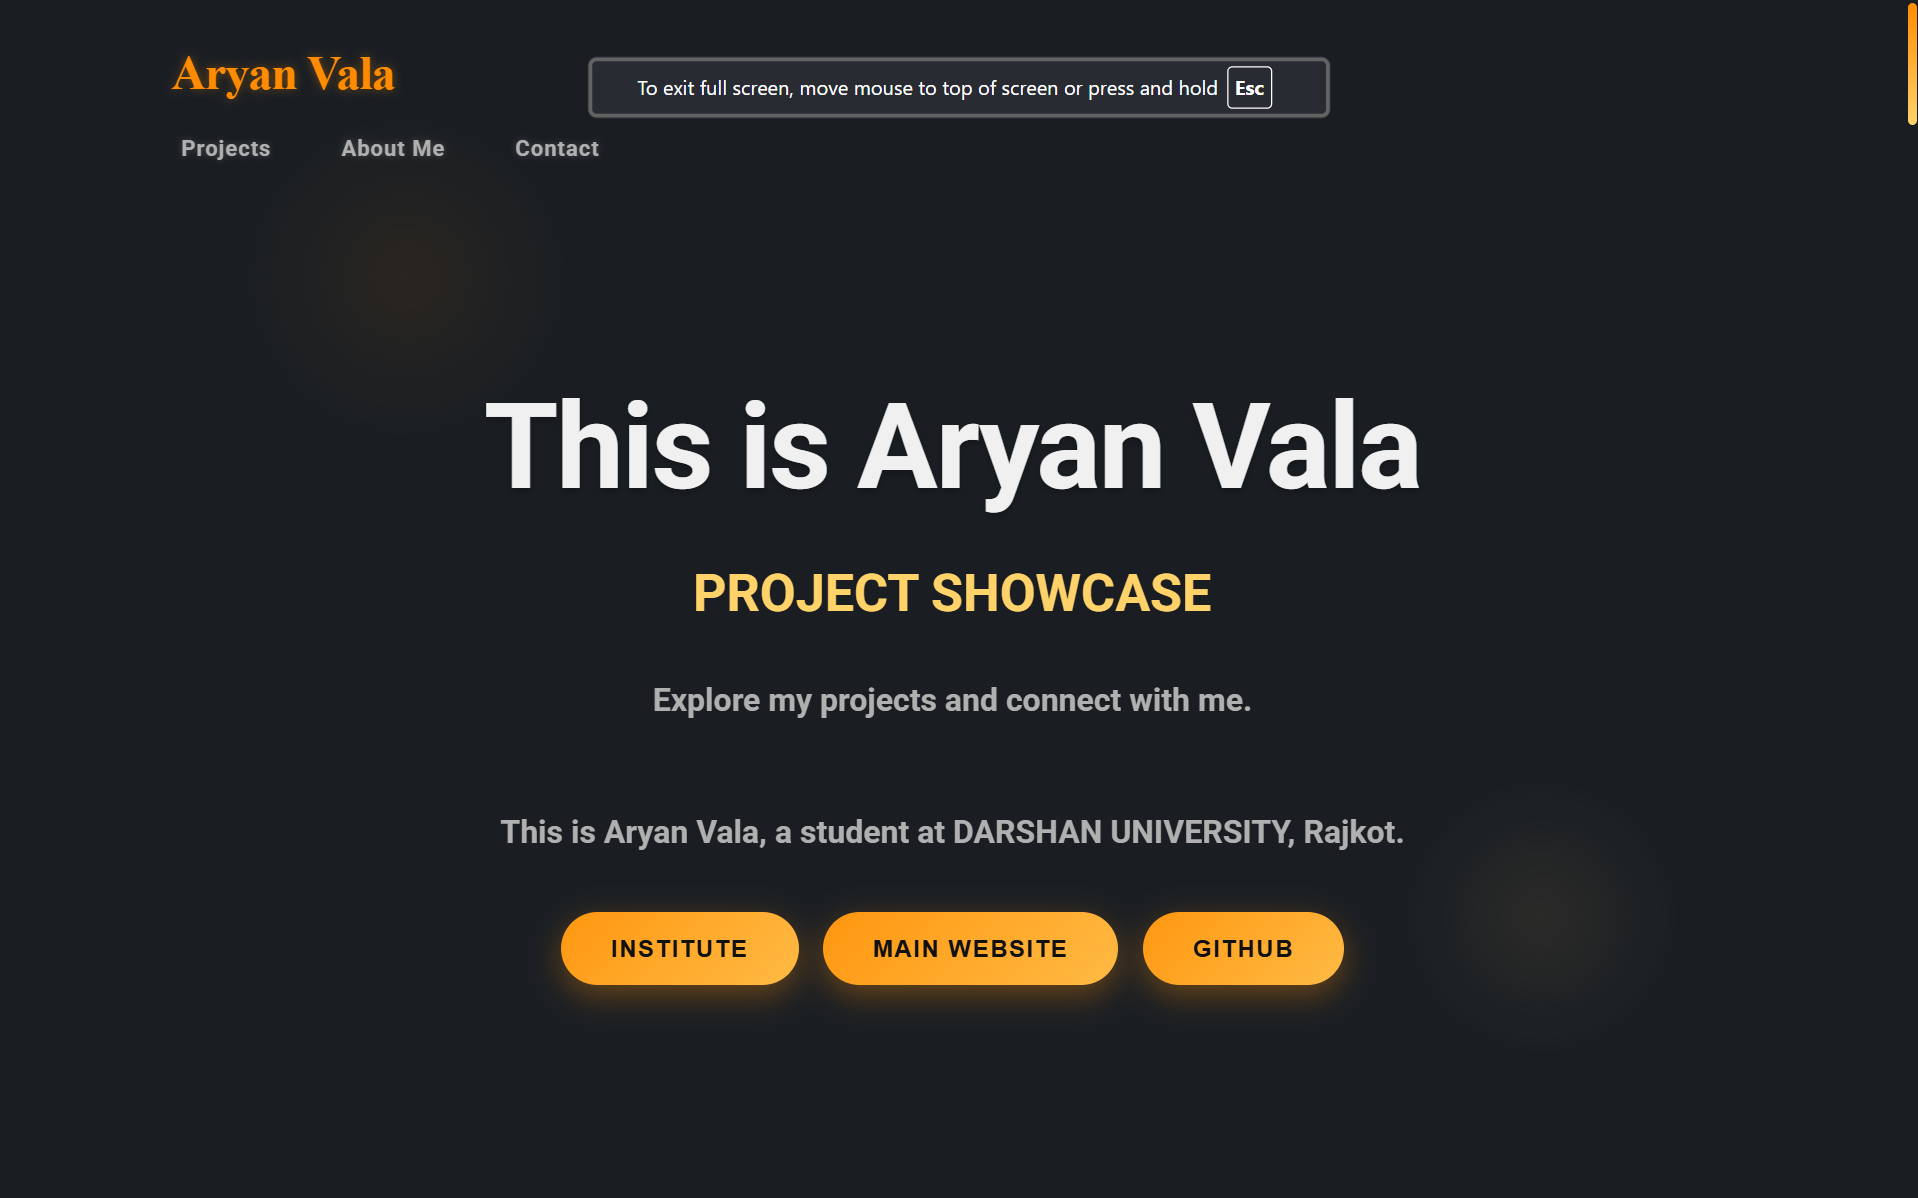 Aryan Vala
To exit full screen, move mouse to top of screen or press and hold Esc
Projects About Me Contact
This is Aryan Vala
PROJECT SHOWCASE
Explore my projects and connect with me.
This is Aryan Vala, a student at DARSHAN UNIVERSITY, Rajkot.
INSTITUTE MAIN WEBSITE GITHUB